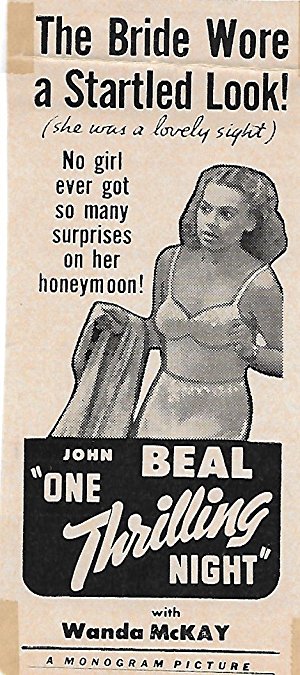 The Bride Wore
a Startled Look!
(she was a lovely sight)
No girl
ever got
so many
surprises
on her
honeymoon!
JOHN BEAL
"ONE
Thrilling
NIGHT"
with
Wanda McKAY
A MONOGRAM PICTURE